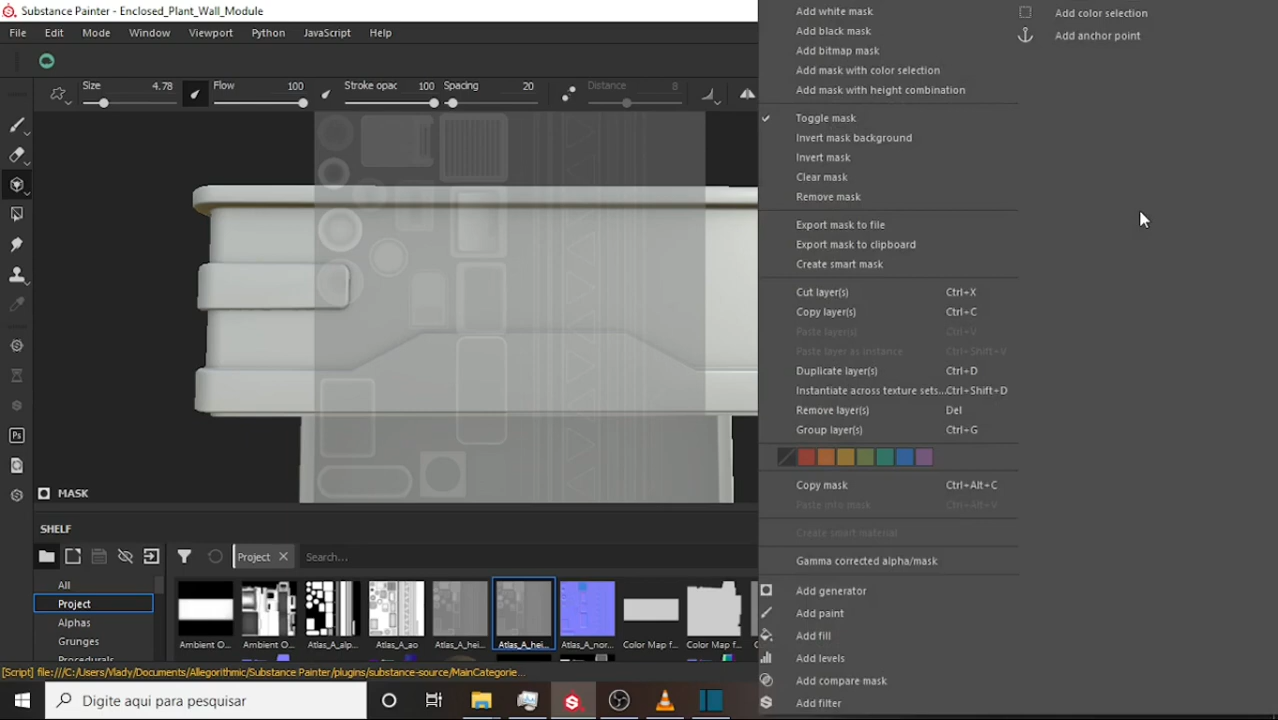 Substance Painter - Enclosed_Plant_Wall_Module
File Edit Mode Window Viewport Python JavaScript Help
Size 4.78 Flow 100 Stroke opac 100 Spacing 20 Distance 8
Add white mask
Add black mask
Add bitmap mask
Add mask with color selection
Add mask with height combination
Toggle mask
Invert mask background
Invert mask
Clear mask
Remove mask
Export mask to file
Export mask to clipboard
Create smart mask
Cut layer(s) Ctrl+X
Copy layer(s) Ctrl+C
Paste layer(s) Ctrl+V
Paste layer as instance Ctrl+Shift+V
Duplicate layer(s) Ctrl+D
Instantiate across texture sets... Ctrl+Shift+D
Remove layer(s) Del
Group layer(s) Ctrl+G
Copy mask Ctrl+Alt+C
Paste into mask Ctrl+Alt+V
Create smart material
Gamma corrected alpha/mask
Add generator
Add paint
Add fill
Add levels
Add compare mask
Add filter
Add color selection
Add anchor point
MASK
SHELF
Project Search...
All
Project
Alphas
Grunges
Procedurals
Ambient O... Ambient O... Atlas_A_alp... Atlas_A_ao Atlas_A_hei... Atlas_A_hei... Atlas_A_nor... Color Map f... Color Map f...
[Script] file:///C:/Users/Vlady/Documents/Allegorithmic/Substance Painter/plugins/substance-source/MainCategorie...
Digite aqui para pesquisar
Ps